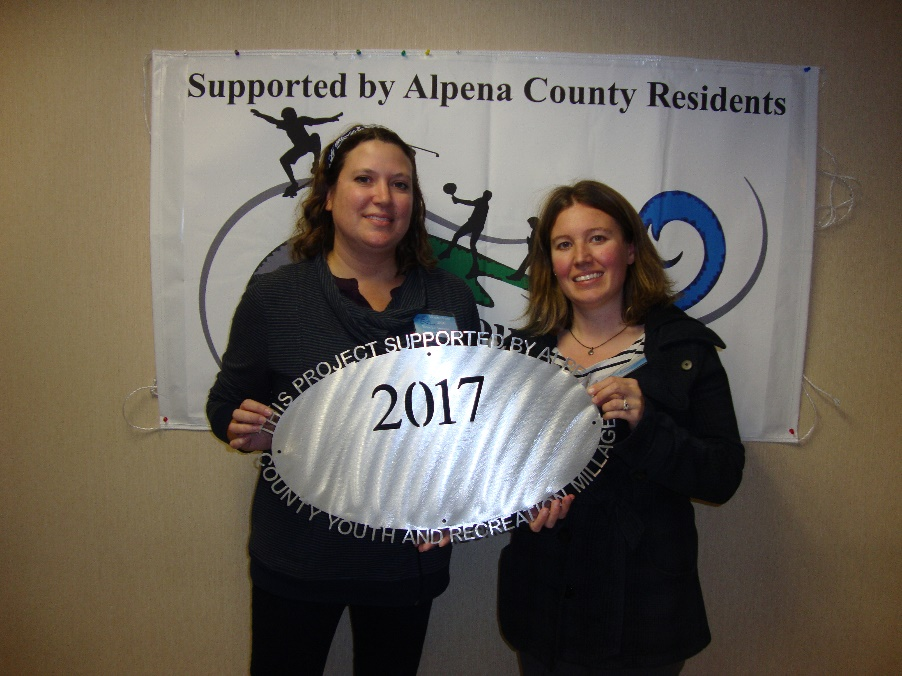 Supported by Alpena County Residents
THIS PROJECT SUPPORTED BY
2017
COUNTY YOUTH AND RECREATION MILLAGE